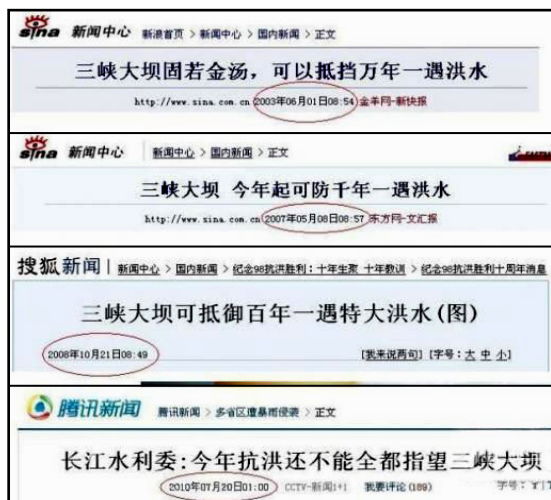 sina 新闻中心 新浪首页 > 新闻中心 > 国内新闻 > 正文
三峡大坝固若金汤，可以抵挡万年一遇洪水
http://www.sina.com.cn 2003年06月01日08:54 金羊网-新快报
sina 新闻中心 新闻中心 > 国内新闻 > 正文
三峡大坝 今年起可防千年一遇洪水
http://www.sina.com.cn 2007年05月08日08:57 东方网-文汇报
搜狐新闻 | 新闻中心 > 国内新闻 > 纪念98抗洪胜利：十年生聚 十年教训 > 纪念98抗洪胜利十周年消息
三峡大坝可抵御百年一遇特大洪水(图)
2008年10月21日08:49 [我来说两句] [字号：大 中 小]
腾讯新闻 腾讯新闻 > 多省区遭暴雨侵袭 > 正文
长江水利委:今年抗洪还不能全都指望三峡大坝
2010年07月20日01:00 CCTV-新闻1+1 我要评论(189) 字号：